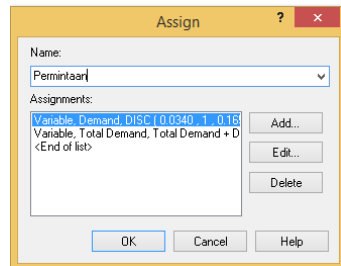 Assign
?
×
Name:
Permintaan
Assignments:
Variable, Demand, DISC ( 0.0340 , 1 , 0.16
Variable, Total Demand, Total Demand + D
<End of list>
Add...
Edit...
Delete
OK
Cancel
Help